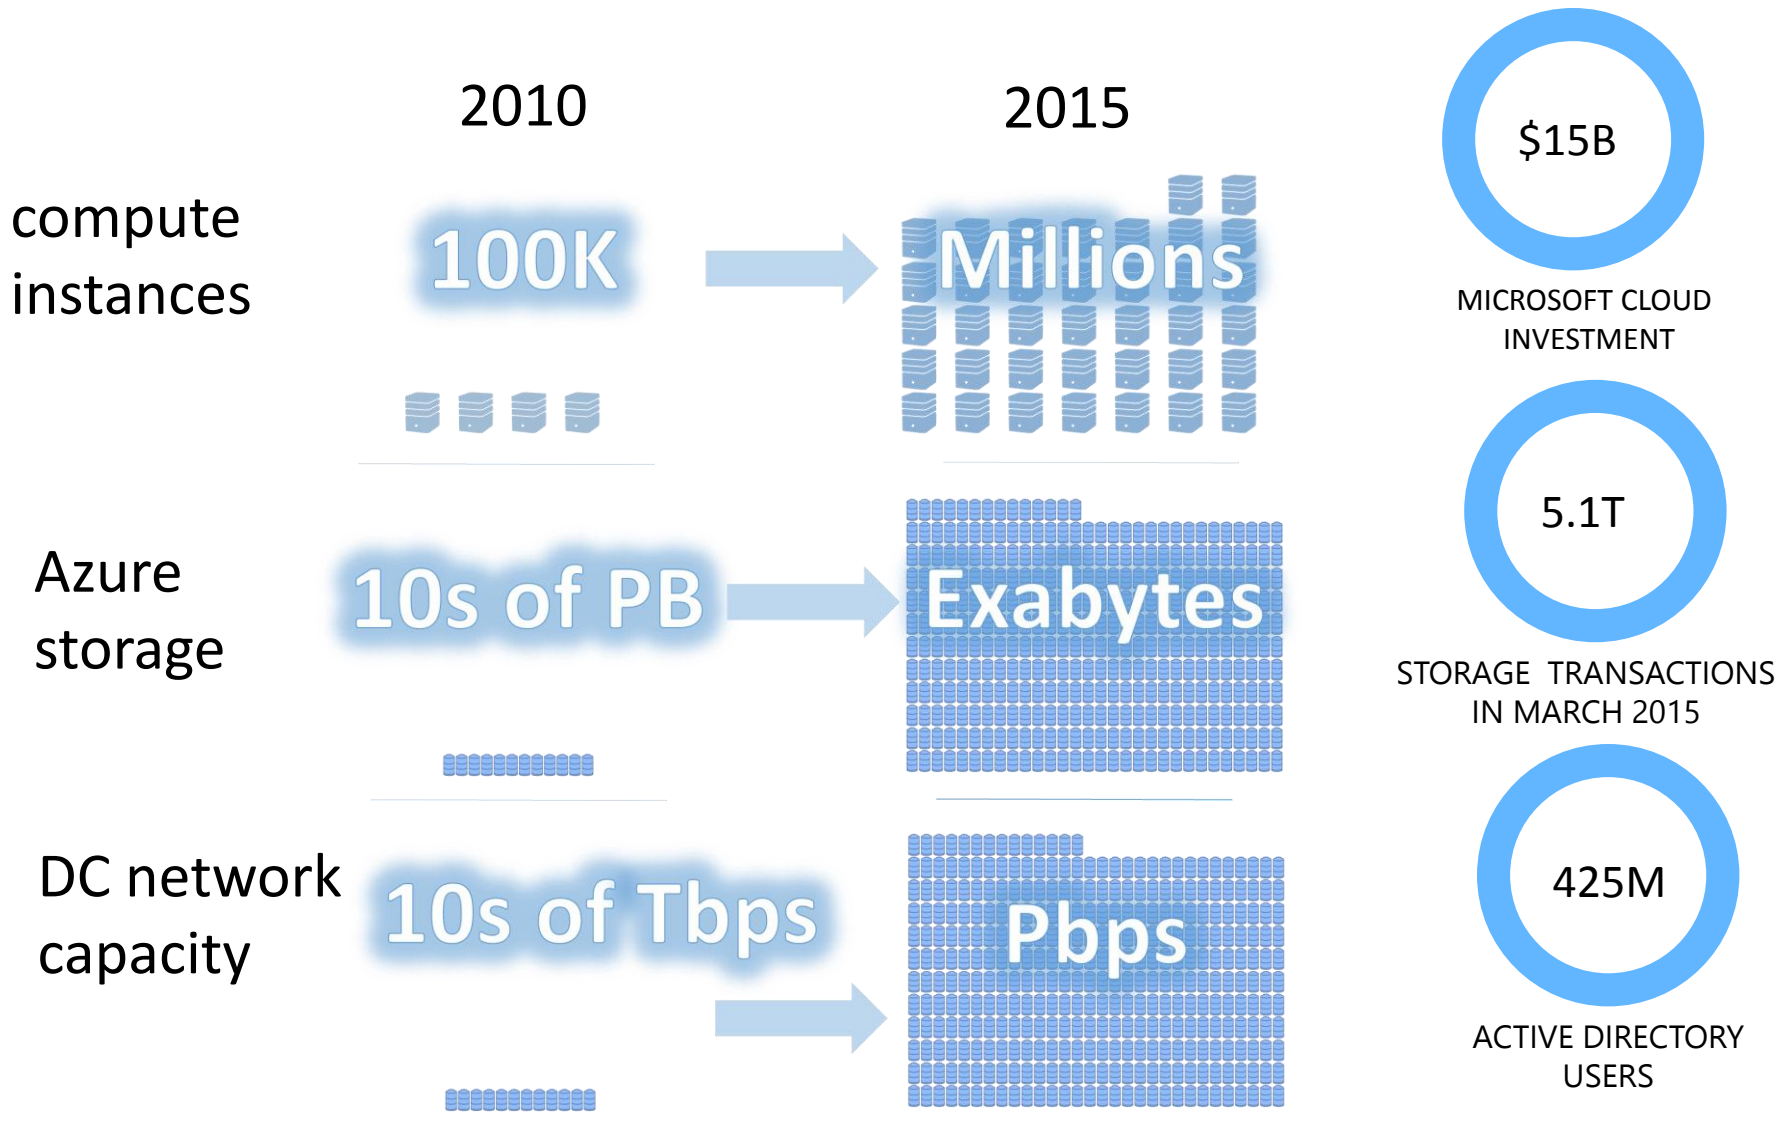 2010
2015
compute
instances
100K
Millions
Azure
storage
10s of PB
Exabytes
DC network
capacity
10s of Tbps
Pbps
$15B
MICROSOFT CLOUD
INVESTMENT
5.1T
STORAGE TRANSACTIONS
IN MARCH 2015
425M
ACTIVE DIRECTORY
USERS